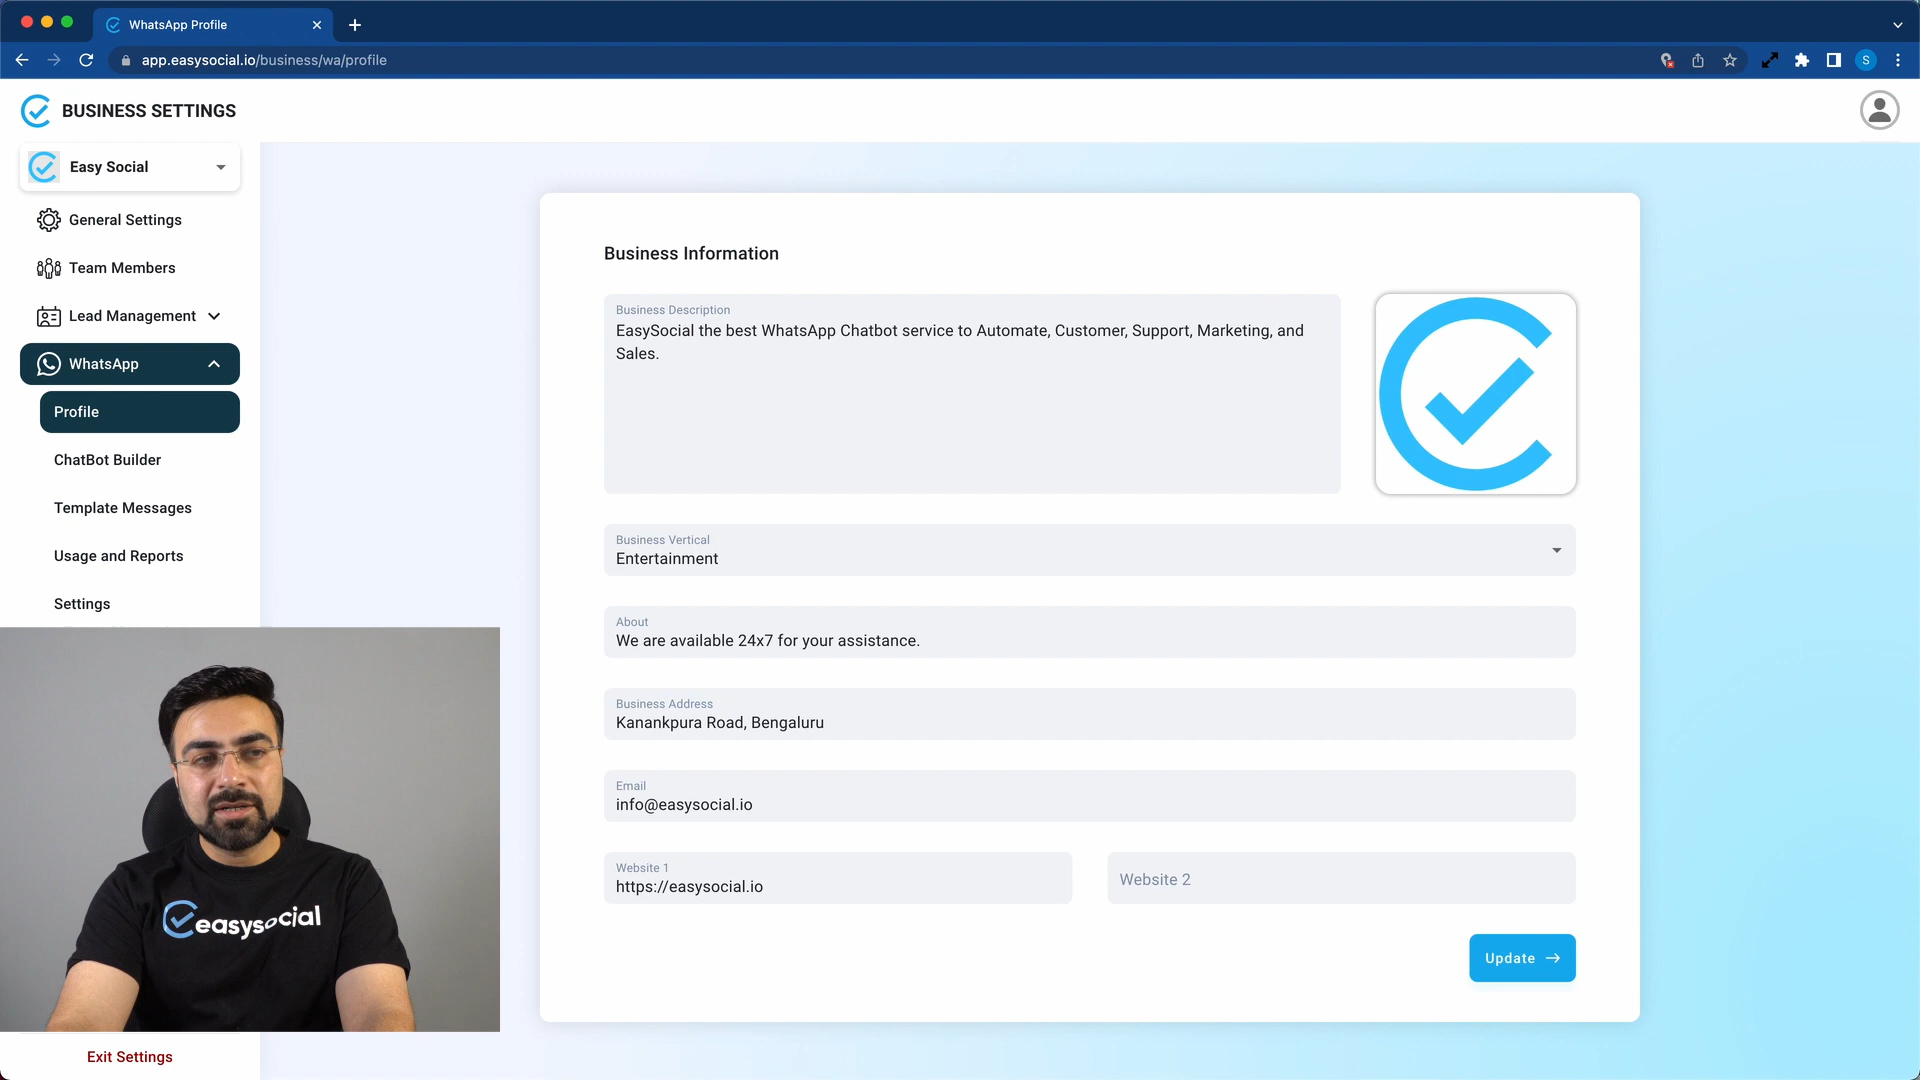 WhatsApp Profile
app.easysocial.io/business/wa/profile
S
BUSINESS SETTINGS
Easy Social
General Settings
Team Members
Lead Management
WhatsApp
Profile
ChatBot Builder
Template Messages
Usage and Reports
Settings
Exit Settings
Business Information
Business Description
EasySocial the best WhatsApp Chatbot service to Automate, Customer, Support, Marketing, and
Sales.
Business Vertical
Entertainment
About
We are available 24x7 for your assistance.
Business Address
Kanankpura Road, Bengaluru
Email
info@easysocial.io
Website 1
https://easysocial.io
Website 2
Update
easysocial